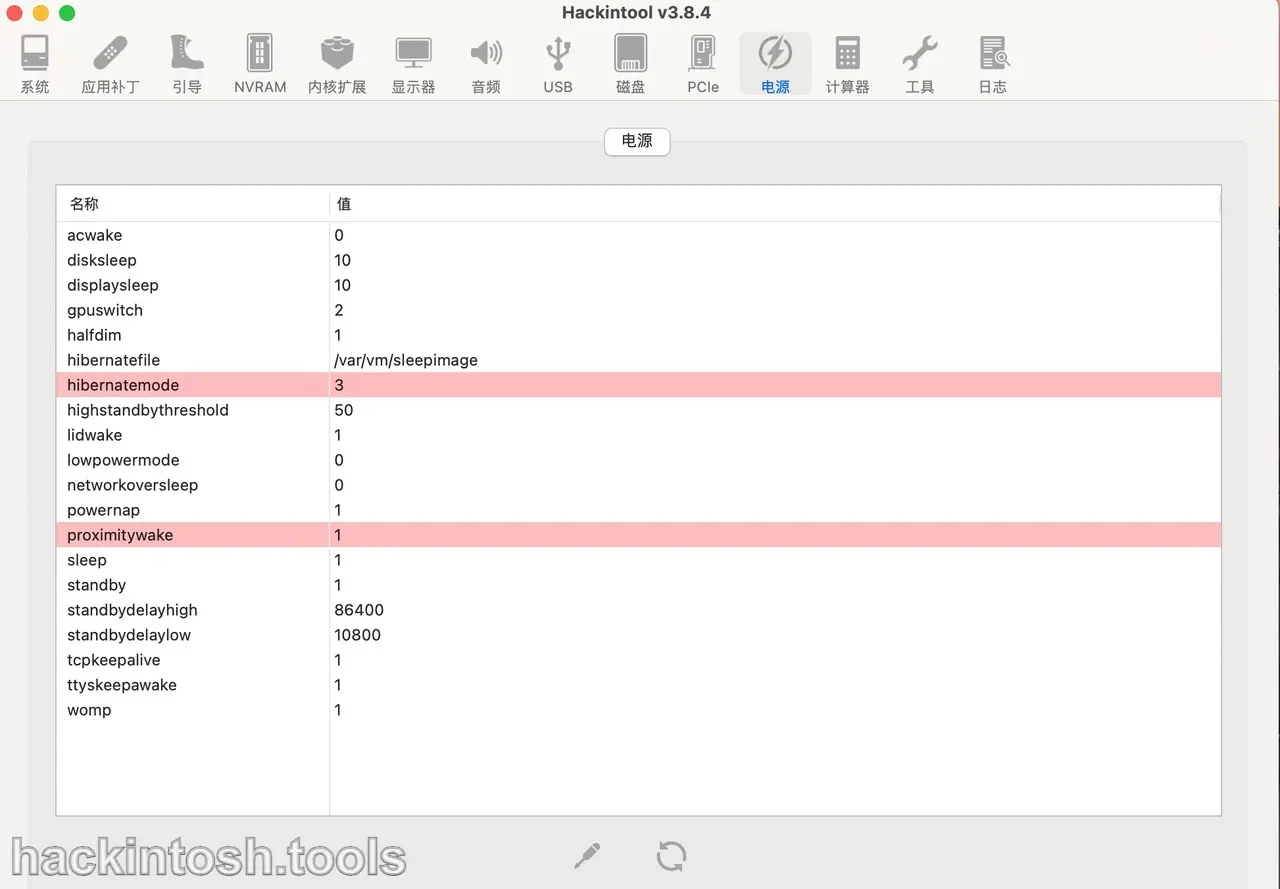 Hackintool v3.8.4
系统 应用补丁 引导 NVRAM 内核扩展 显示器 音频 USB 磁盘 PCIe 电源 计算器 工具 日志
电源
名称 值
acwake 0
disksleep 10
displaysleep 10
gpuswitch 2
halfdim 1
hibernatefile /var/vm/sleepimage
hibernatemode 3
highstandbythreshold 50
lidwake 1
lowpowermode 0
networkoversleep 0
powernap 1
proximitywake 1
sleep 1
standby 1
standbydelayhigh 86400
standbydelaylow 10800
tcpkeepalive 1
ttyskeepawake 1
womp 1
hackintosh.tools